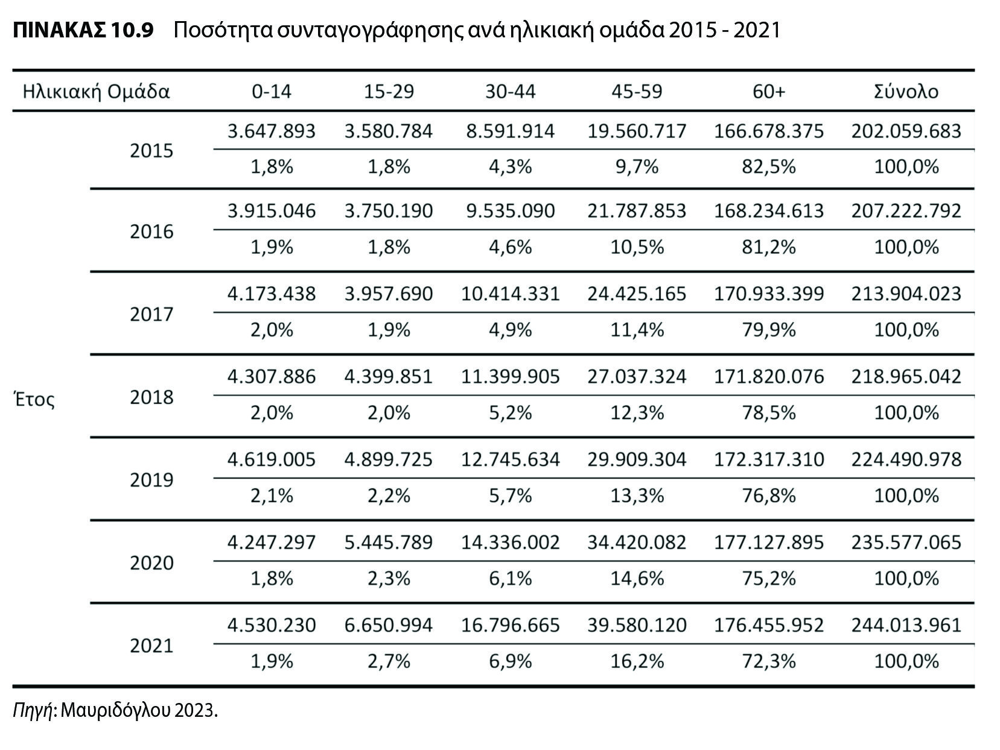 ΠΙΝΑΚΑΣ 10.9 Ποσότητα συνταγογράφησης ανά ηλικιακή ομάδα 2015 - 2021
Ηλικιακή Ομάδα 0-14 15-29 30-44 45-59 60+ Σύνολο
3.647.893 3.580.784 8.591.914 19.560.717 166.678.375 202.059.683
2015
1,8% 1,8% 4,3% 9,7% 82,5% 100,0%
3.915.046 3.750.190 9.535.090 21.787.853 168.234.613 207.222.792
2016
1,9% 1,8% 4,6% 10,5% 81,2% 100,0%
4.173.438 3.957.690 10.414.331 24.425.165 170.933.399 213.904.023
2017
2,0% 1,9% 4,9% 11,4% 79,9% 100,0%
4.307.886 4.399.851 11.399.905 27.037.324 171.820.076 218.965.042
Έτος 2018
2,0% 2,0% 5,2% 12,3% 78,5% 100,0%
4.619.005 4.899.725 12.745.634 29.909.304 172.317.310 224.490.978
2019
2,1% 2,2% 5,7% 13,3% 76,8% 100,0%
4.247.297 5.445.789 14.336.002 34.420.082 177.127.895 235.577.065
2020
1,8% 2,3% 6,1% 14,6% 75,2% 100,0%
4.530.230 6.650.994 16.796.665 39.580.120 176.455.952 244.013.961
2021
1,9% 2,7% 6,9% 16,2% 72,3% 100,0%
Πηγή: Μαυριδόγλου 2023.